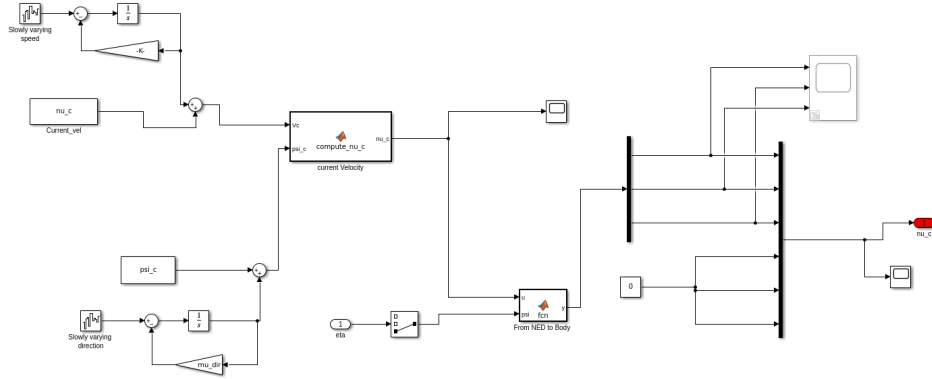 Slowly varying
speed
1
s
-K-
nu_c
Current_vel
Vc
psi_c
compute_nu_c
nu_c
current Velocity
psi_c
Slowly varying
direction
1
s
mu_dir
1
eta
u
psi
fcn
y
From NED to Body
0
1
nu_c